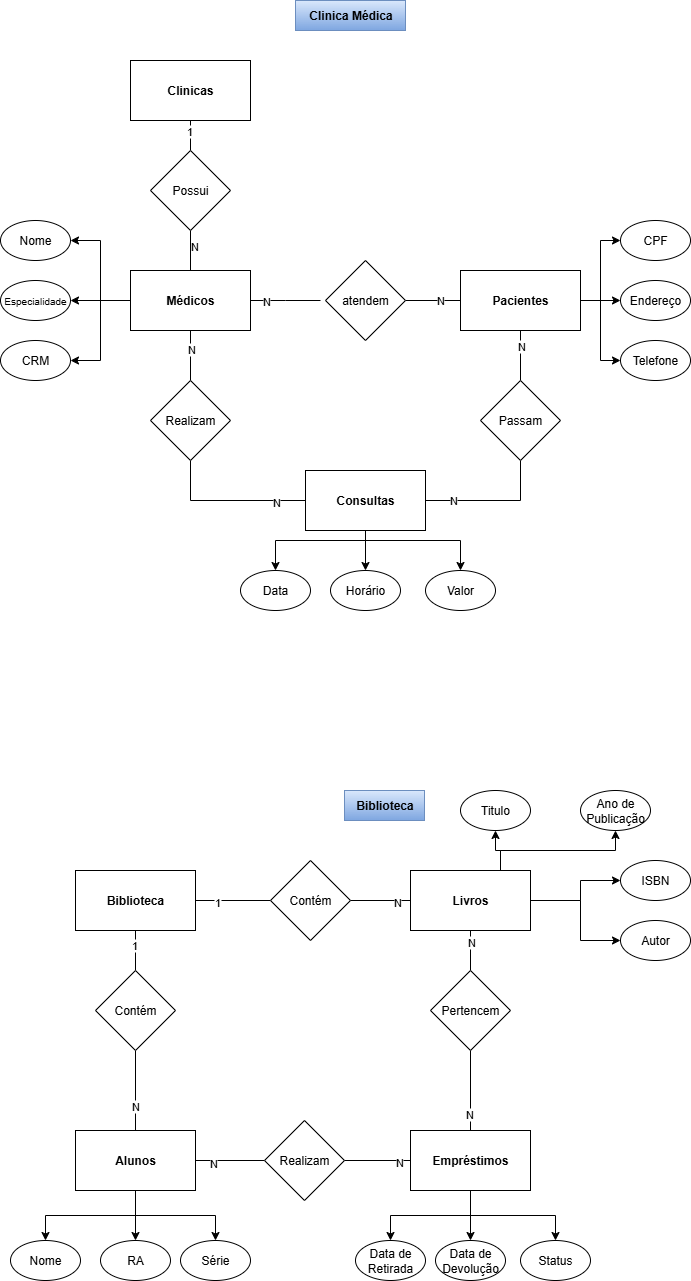 Clinica Médica
Clinicas
1
Possui
N
Nome
CPF
Especialidade
Médicos
N
atendem
N
Pacientes
Endereço
CRM
Telefone
N
N
Realizam
Passam
N
Consultas
N
Data
Horário
Valor
Biblioteca
Titulo
Ano de
Publicação
ISBN
Biblioteca
1
Contém
N
Livros
Autor
1
N
Contém
Pertencem
N
N
Alunos
N
Realizam
N
Empréstimos
Nome
RA
Série
Data de
Retirada
Data de
Devolução
Status